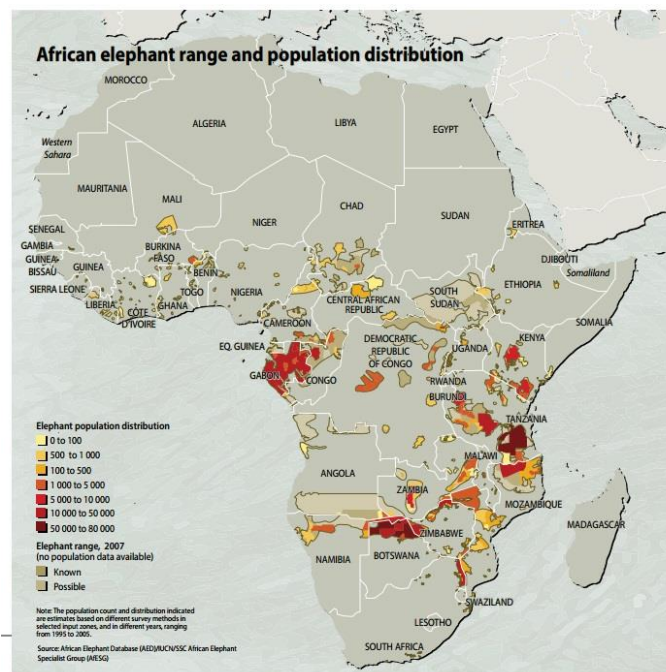 African elephant range and population distribution
MOROCCO
ALGERIA
LIBYA
EGYPT
Western
Sahara
MAURITANIA
MALI
NIGER
CHAD
SUDAN
ERITREA
SENEGAL
GAMBIA
GUINEA
BISSAU
GUINEA
BURKINA
FASO
BENIN
DJIBOUTI
Somaliland
SIERRA LEONE
LIBERIA
CÔTE
D'IVOIRE
GHANA
TOGO
NIGERIA
CENTRAL AFRICAN
REPUBLIC
SOUTH
SUDAN
ETHIOPIA
SOMALIA
CAMEROON
EQ. GUINEA
GABON
CONGO
DEMOCRATIC
REPUBLIC
OF CONGO
UGANDA
KENYA
RWANDA
BURUNDI
TANZANIA
Elephant population distribution
0 to 100
500 to 1 000
100 to 500
1 000 to 5 000
5 000 to 10 000
10 000 to 50 000
50 000 to 80 000
Elephant range, 2007
(no population data available)
Known
Possible
ANGOLA
ZAMBIA
MALAWI
MOZAMBIQUE
MADAGASCAR
NAMIBIA
BOTSWANA
ZIMBABWE
SWAZILAND
LESOTHO
SOUTH AFRICA
Note: The population count and distribution indicated
are estimates based on different survey methods in
selected input zones, and in different years, ranging
from 1995 to 2005.
Source: African Elephant Database (AED)/IUCN/SSC African Elephant
Specialist Group (AfESG)